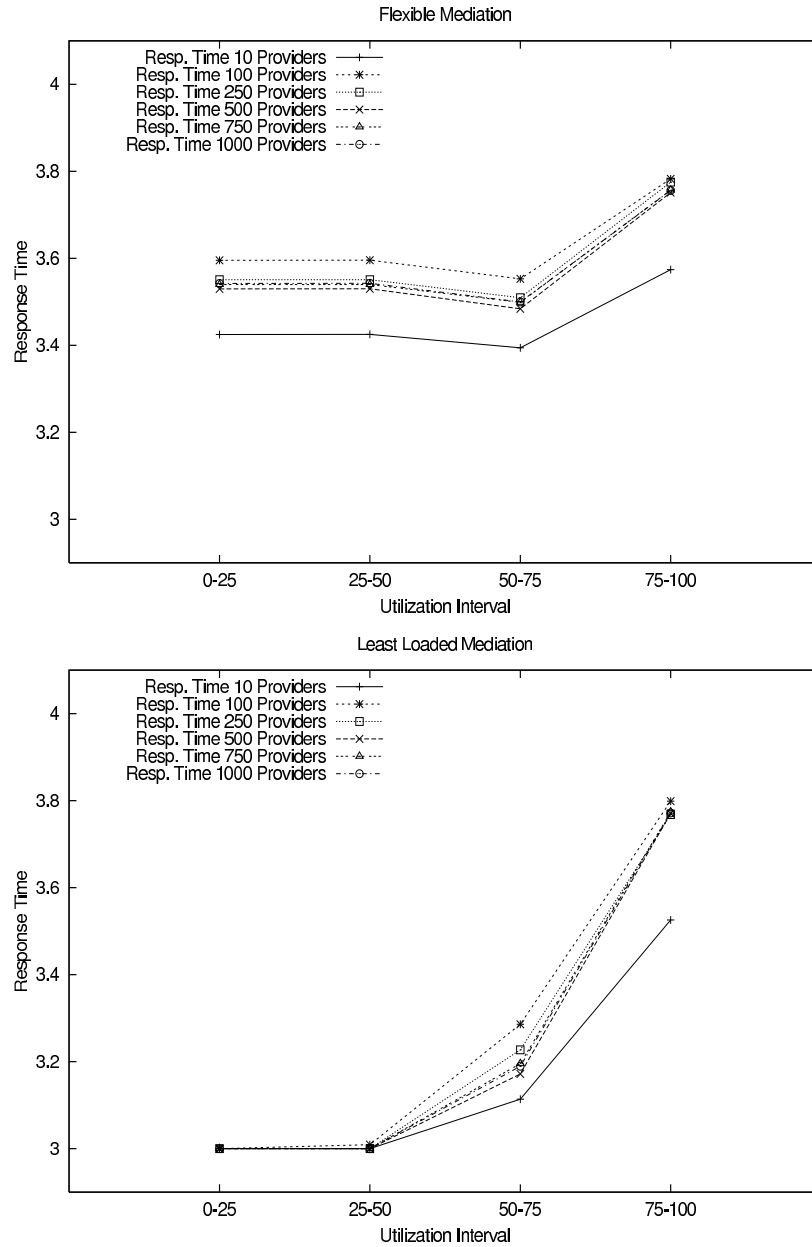 Flexible Mediation
Resp. Time 10 Providers
Resp. Time 100 Providers
Resp. Time 250 Providers
Resp. Time 500 Providers
Resp. Time 750 Providers
Resp. Time 1000 Providers
4
3.8
3.6
3.4
3.2
3
Response Time
0-25
25-50
50-75
75-100
Utilization Interval
Least Loaded Mediation
Resp. Time 10 Providers
Resp. Time 100 Providers
Resp. Time 250 Providers
Resp. Time 500 Providers
Resp. Time 750 Providers
Resp. Time 1000 Providers
4
3.8
3.6
3.4
3.2
3
Response Time
0-25
25-50
50-75
75-100
Utilization Interval